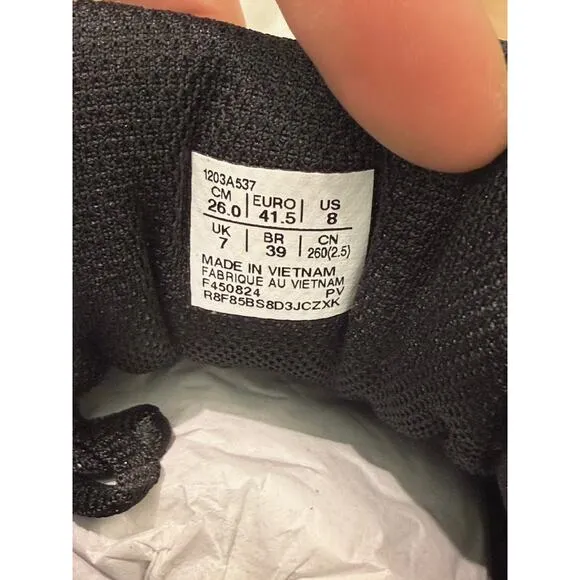 1203A537
CM EURO US
26.0 41.5 8
UK BR CN
7 39 260(2.5)
MADE IN VIETNAM
FABRIQUE AU VIETNAM
F450824 PV
R8F85BS8D3JCZXK